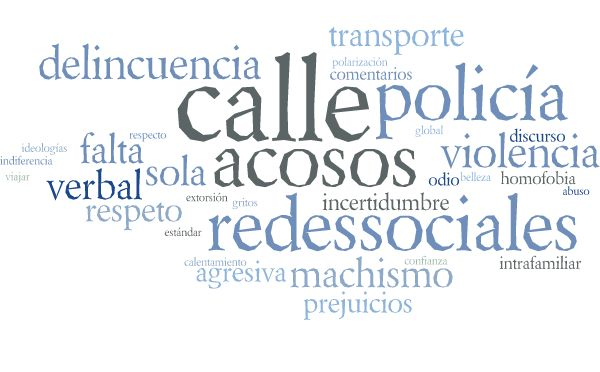 transporte
polarización
delincuencia
comentarios
calle
policía
global
respecto
discurso
ideologías
falta
acosos
violencia
indiferencia
sola
viajar
verbal
odio
belleza
homofobia
abuso
extorsión
gritos
incertidumbre
respeto
redessociales
estándar
calentamiento
confianza
intrafamiliar
agresiva
machismo
prejuicios